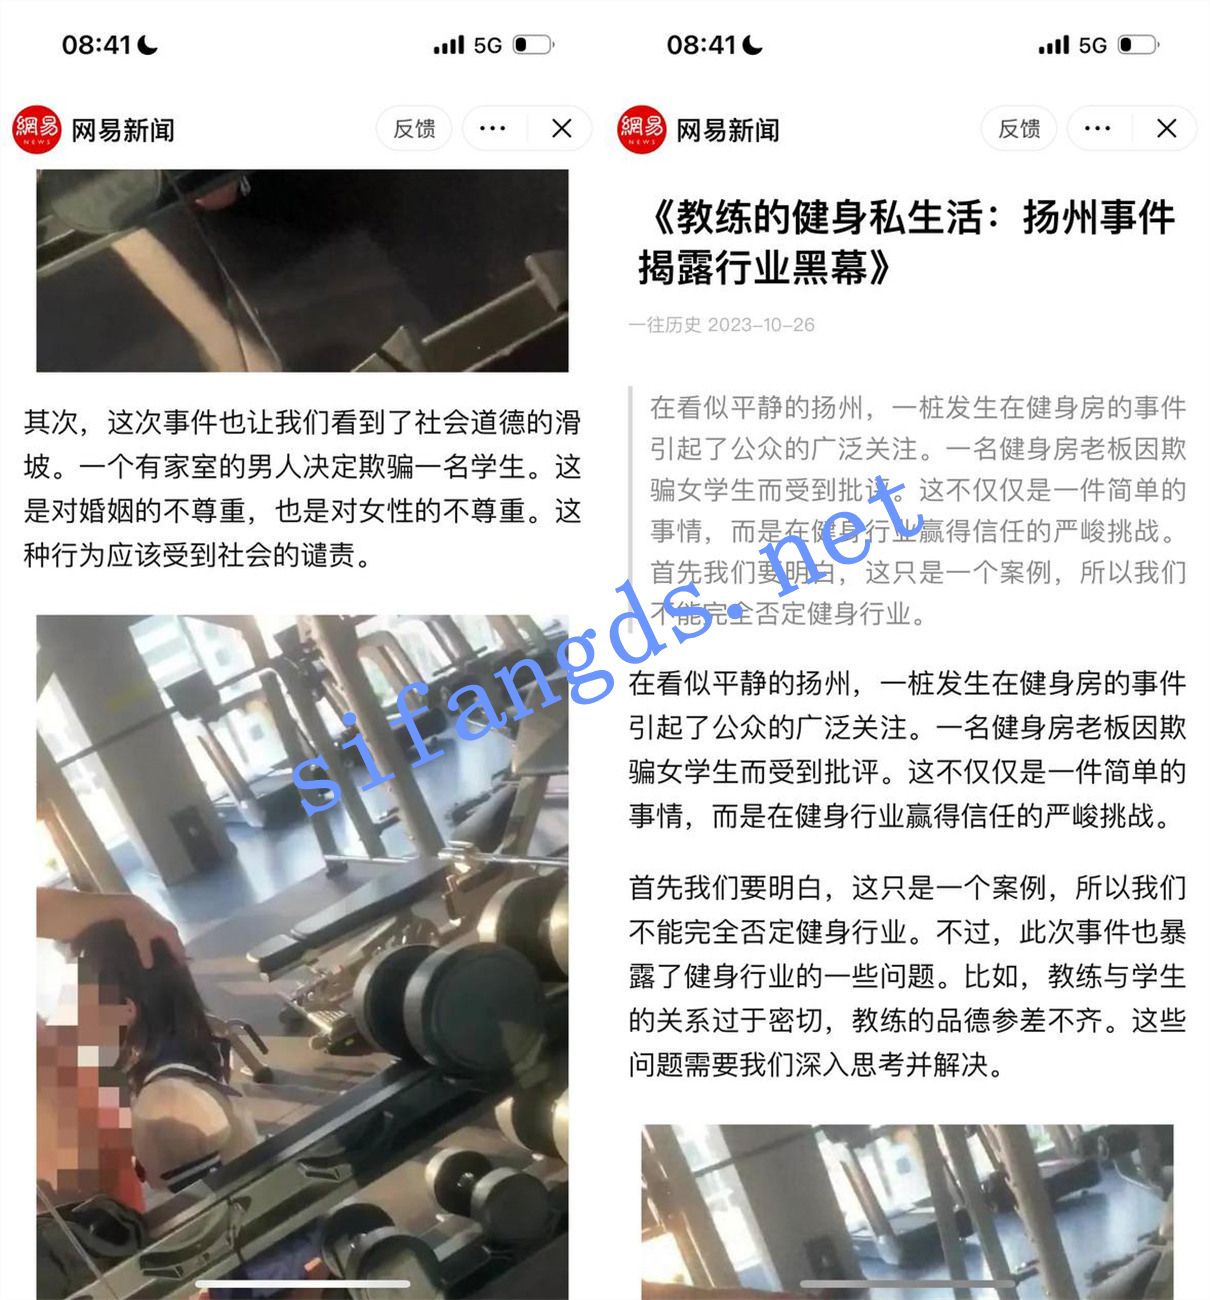 08:41
5G
網易
NEWS
网易新闻
反馈
其次，这次事件也让我们看到了社会道德的滑
坡。一个有家室的男人决定欺骗一名学生。这
是对婚姻的不尊重，也是对女性的不尊重。这
种行为应该受到社会的谴责。
08:41
5G
網易
NEWS
网易新闻
反馈
《教练的健身私生活：扬州事件
揭露行业黑幕》
一往历史 2023-10-26
在看似平静的扬州，一桩发生在健身房的事件
引起了公众的广泛关注。一名健身房老板因欺
骗女学生而受到批评。这不仅仅是一件简单的
事情，而是在健身行业赢得信任的严峻挑战。
首先我们要明白，这只是一个案例，所以我们
不能完全否定健身行业。
在看似平静的扬州，一桩发生在健身房的事件
引起了公众的广泛关注。一名健身房老板因欺
骗女学生而受到批评。这不仅仅是一件简单的
事情，而是在健身行业赢得信任的严峻挑战。
首先我们要明白，这只是一个案例，所以我们
不能完全否定健身行业。不过，此次事件也暴
露了健身行业的一些问题。比如，教练与学生
的关系过于密切，教练的品德参差不齐。这些
问题需要我们深入思考并解决。
sifangds.net